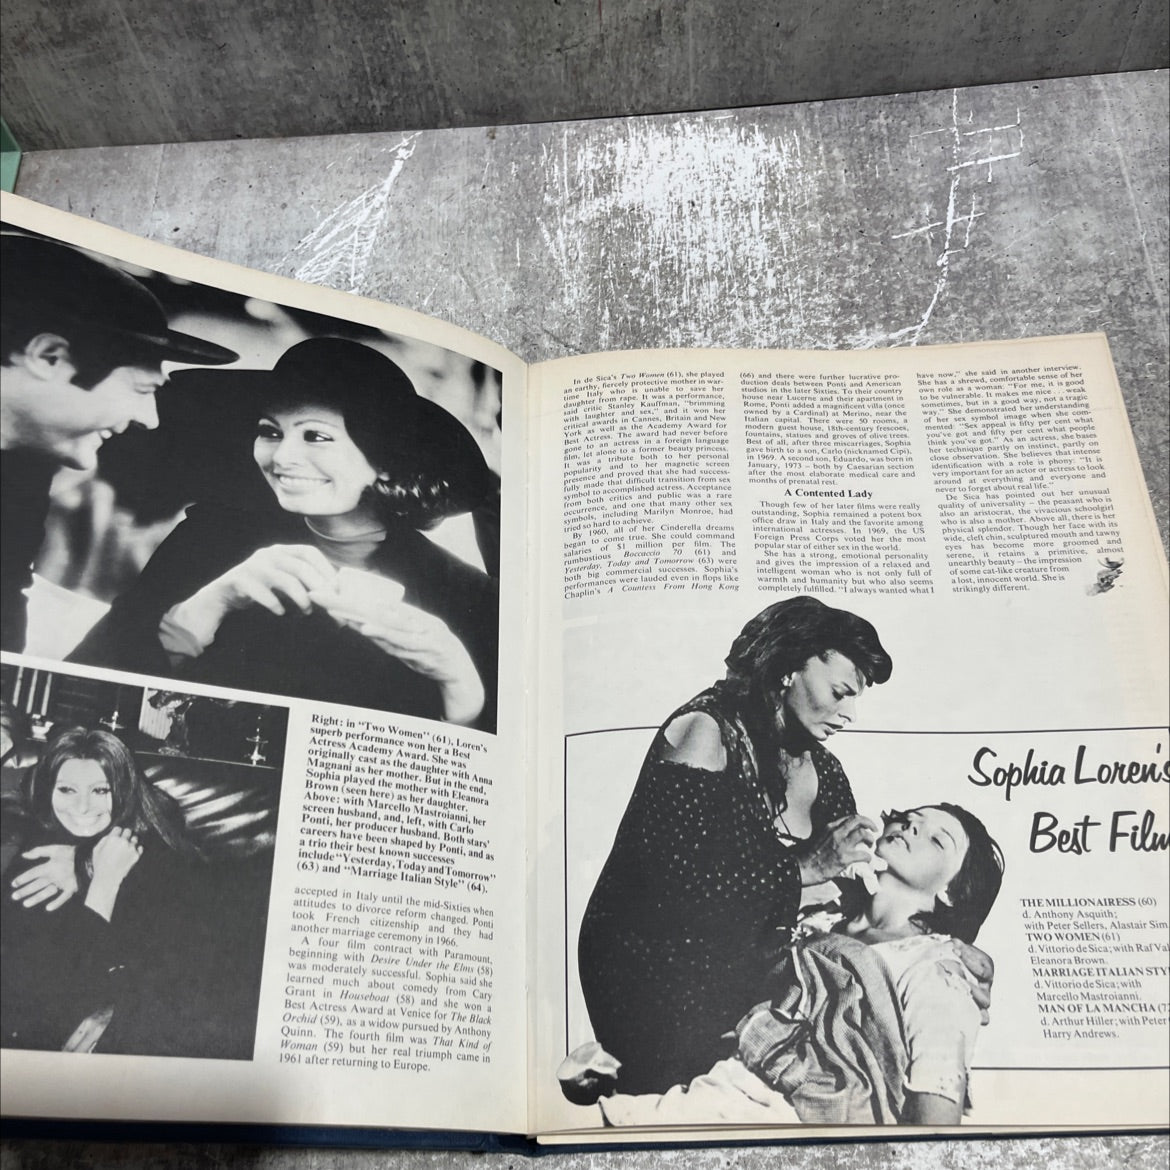 Right: in "Two Women" (61), Loren's
superb performance won her a Best
Actress Academy Award. She was
originally cast as the daughter with Anna
Magnani as her mother. But in the end,
Sophia played the mother with Eleanora
Brown (seen here) as her daughter.
Above: with Marcello Mastroianni, her
screen husband, and, left, with Carlo
Ponti, her producer husband. Both stars'
careers have been shaped by Ponti, and as
a trio their best known successes
include "Yesterday, Today and Tomorrow"
(63) and "Marriage Italian Style" (64).
accepted in Italy until the mid-Sixties when
attitudes to divorce reform changed. Ponti
took French citizenship and they had
another marriage ceremony in 1966.
A four film contract with Paramount,
beginning with Desire Under the Elms (58)
was moderately successful. Sophia said she
learned much about comedy from Cary
Grant in Houseboat (58) and she won a
Best Actress Award at Venice for The Black
Orchid (59), as a widow pursued by Anthony
Quinn. The fourth film was That Kind of
Woman (59) but her real triumph came in
1961 after returning to Europe.
In de Sica's Two Women (61), she played
an earthy, fiercely protective mother in war-
time Italy who is unable to save her
daughter from rape. It was a performance,
said critic Stanley Kauffman, "brimming
with laughter and sex," and it won her
critical awards in Cannes, Britain and New
York as well as the Academy Award for
Best Actress. The award had never before
gone to an actress in a foreign language
film, let alone to a former beauty princess.
It was a tribute both to her personal
popularity and to her magnetic screen
presence and proved that she had success-
fully made that difficult transition from sex
symbol to accomplished actress. Acceptance
from both critics and public was a rare
occurrence, and one that many other sex
symbols, including Marilyn Monroe, had
tried so hard to achieve.
By 1960, all of her Cinderella dreams
began to come true. She could command
salaries of $1 million per film. The
rumbustious Boccaccio 70 (61) and
Yesterday, Today and Tomorrow (63) were
both big commercial successes. Sophia's
performances were lauded even in flops like
Chaplin's A Countess From Hong Kong
(66) and there were further lucrative pro-
duction deals between Ponti and American
studios in the later Sixties. To their country
house near Lucerne and their apartment in
Rome, Ponti added a magnificent villa (once
owned by a Cardinal) at Merino, near the
Italian capital. There were 50 rooms, a
modern guest house, 18th-century frescoes,
fountains, statues and groves of olive trees.
Best of all, after three miscarriages, Sophia
gave birth to a son, Carlo (nicknamed Cipi),
in 1969. A second son, Eduardo, was born in
January, 1973 – both by Caesarian section
after the most elaborate medical care and
months of prenatal rest.
A Contented Lady
Though few of her later films were really
outstanding, Sophia remained a potent box
office draw in Italy and the favorite among
international actresses. In 1969, the US
Foreign Press Corps voted her the most
popular star of either sex in the world.
She has a strong, emotional personality
and gives the impression of a relaxed and
intelligent woman who is not only full of
warmth and humanity but who also seems
completely fulfilled. "I always wanted what I
have now," she said in another interview.
She has a shrewd, comfortable sense of her
own role as a woman: "For me, it is good
to be vulnerable. It makes me nice . . . weak
sometimes, but in a good way, not a tragic
way." She demonstrated her understanding
of her sex symbol image when she com-
mented: "Sex appeal is fifty per cent what
you've got and fifty per cent what people
think you've got." As an actress, she bases
her technique partly on instinct, partly on
close observation. She believes that intense
identification with a role is phony: "It is
very important for an actor or actress to look
around at everything and everyone and
never to forget about real life."
De Sica has pointed out her unusual
quality of universality – the peasant who is
also an aristocrat, the vivacious schoolgirl
who is also a mother. Above all, there is her
physical splendor. Though her face with its
wide, cleft chin, sculptured mouth and tawny
eyes has become more groomed and
serene, it retains a primitive, almost
unearthly beauty – the impression
of some cat-like creature from
a lost, innocent world. She is
strikingly different.
Sophia Loren's
Best Film
THE MILLIONAIRESS (60)
d. Anthony Asquith;
with Peter Sellers, Alastair Sim
TWO WOMEN (61)
d. Vittorio de Sica; with Raf Val
Eleanora Brown.
MARRIAGE ITALIAN STY
d. Vittorio de Sica; with
Marcello Mastroianni.
MAN OF LA MANCHA (72
d. Arthur Hiller; with Peter
Harry Andrews.